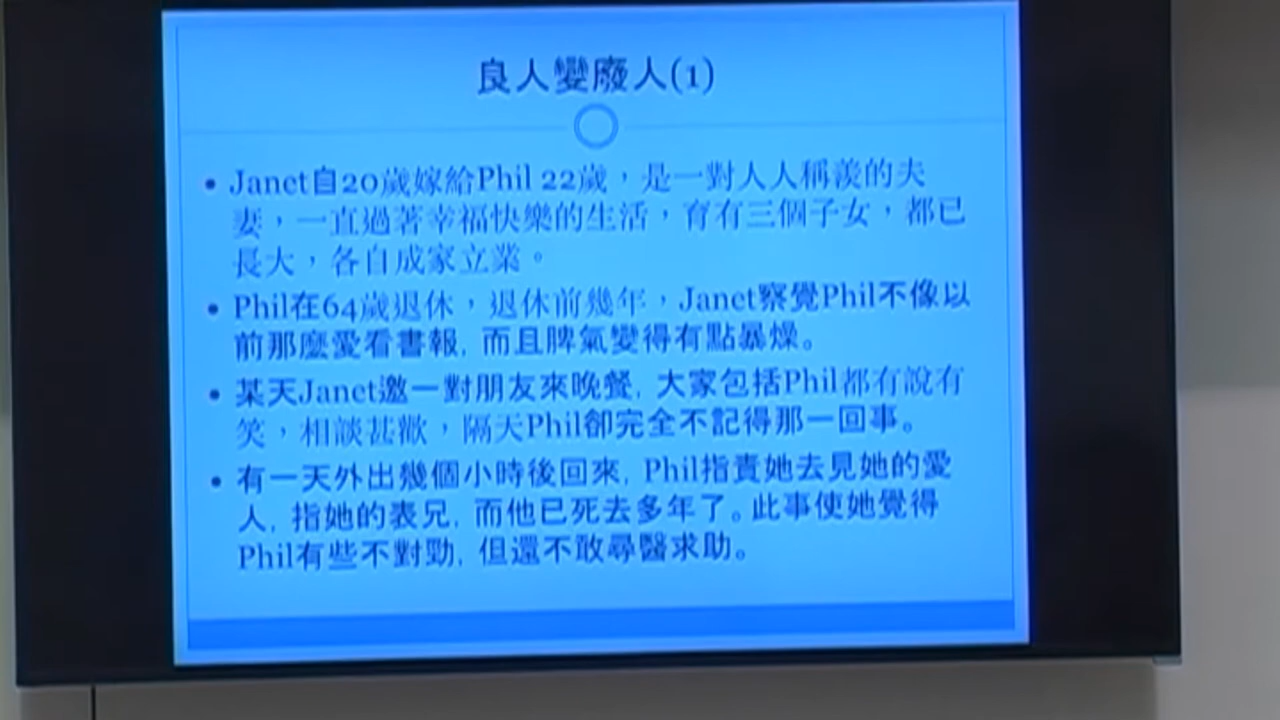 良人變廢人(1)
• Janet自20歲嫁給Phil 22歲，是一對人人稱羨的夫
妻，一直過著幸福快樂的生活，育有三個子女，都已
長大，各自成家立業。
• Phil在64歲退休，退休前幾年，Janet察覺Phil不像以
前那麼愛看書報, 而且脾氣變得有點暴燥。
• 某天Janet邀一對朋友來晚餐, 大家包括Phil都有說有
笑，相談甚歡，隔天Phil卻完全不記得那一回事。
• 有一天外出幾個小時後回來, Phil指責她去見她的愛
人, 指她的表兄, 而他已死去多年了。此事使她覺得
Phil有些不對勁, 但還不敢尋醫求助。